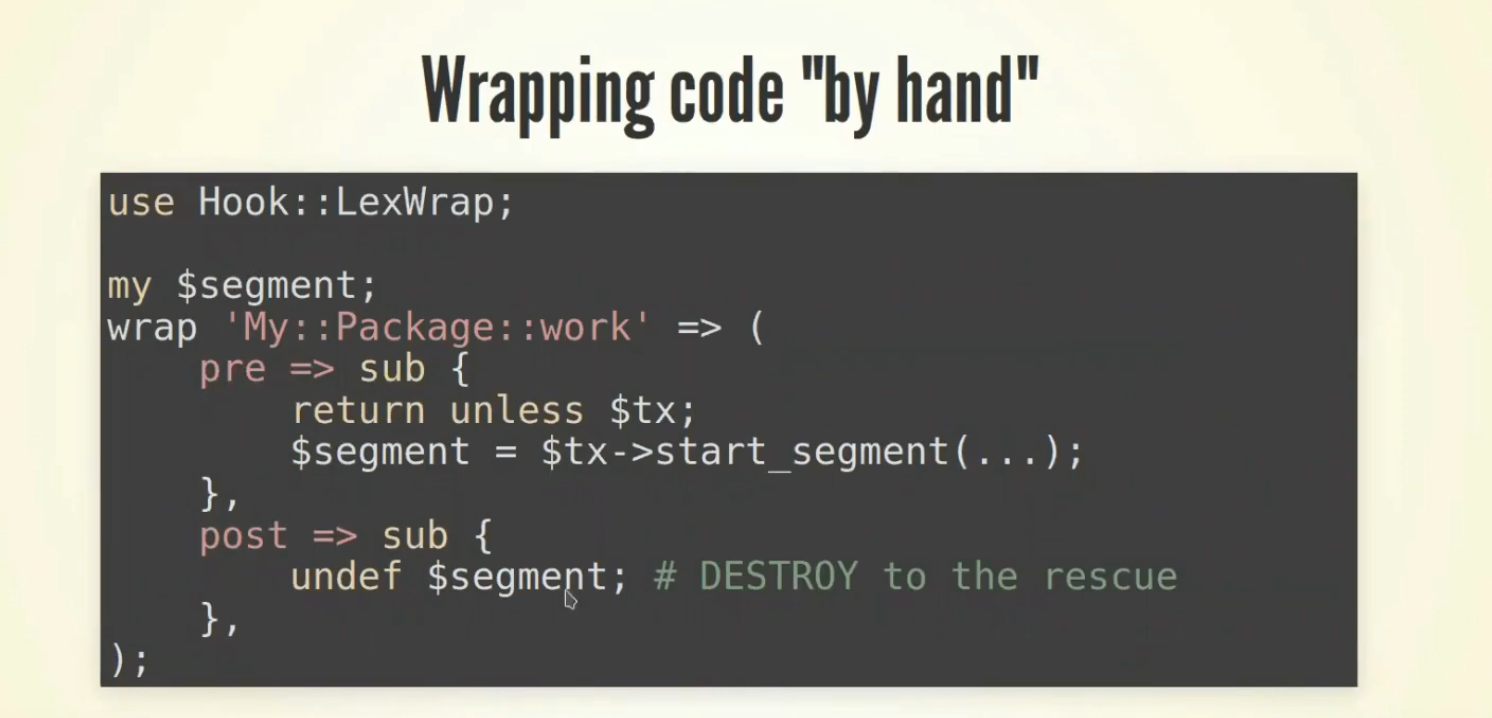 Wrapping code "by hand"
use Hook::LexWrap;
my $segment;
wrap 'My::Package::work' => (
    pre => sub {
        return unless $tx;
        $segment = $tx->start_segment(...);
    },
    post => sub {
        undef $segment; # DESTROY to the rescue
    },
);